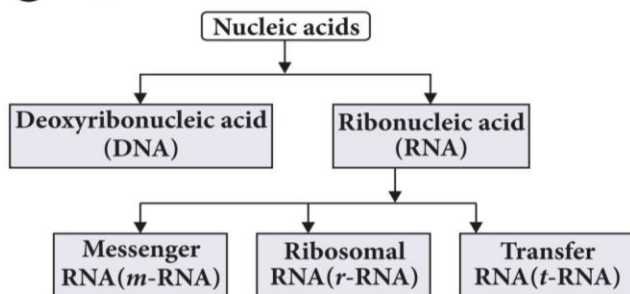 Nucleic acids
Deoxyribonucleic acid
(DNA)
Ribonucleic acid
(RNA)
Messenger
RNA(m-RNA)
Ribosomal
RNA(r-RNA)
Transfer
RNA(t-RNA)